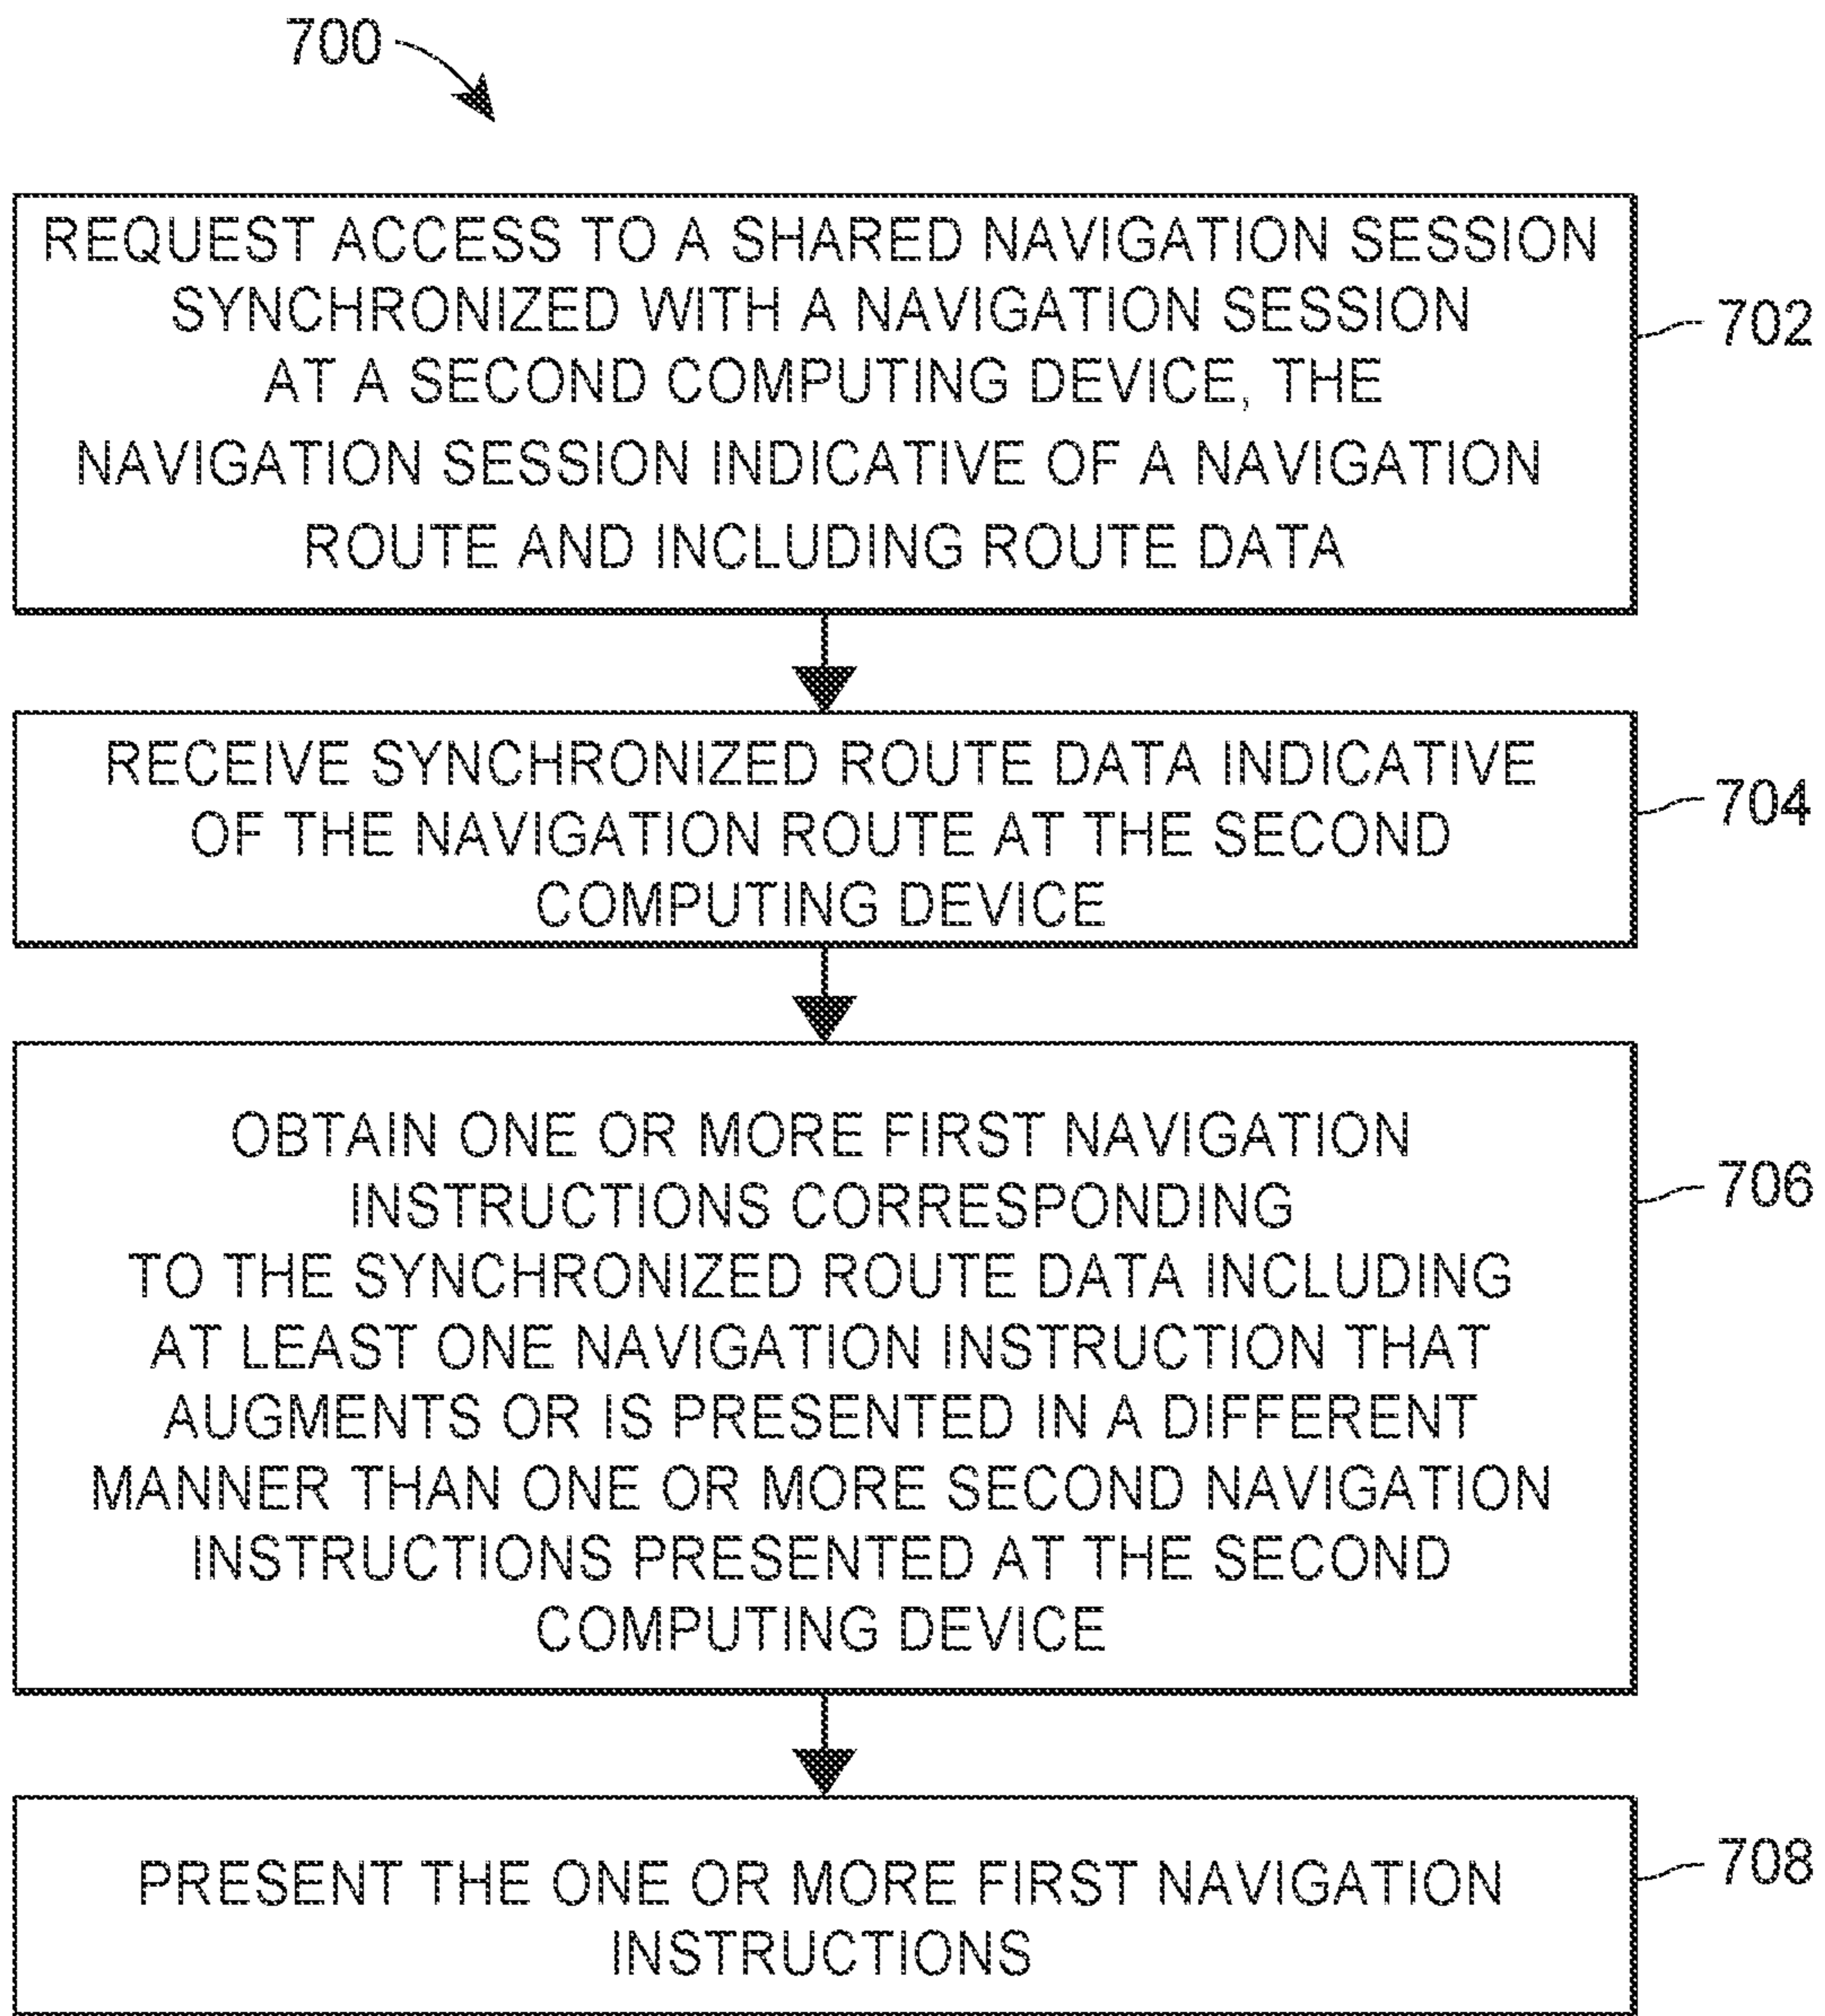 700
REQUEST ACCESS TO A SHARED NAVIGATION SESSION
SYNCHRONIZED WITH A NAVIGATION SESSION
AT A SECOND COMPUTING DEVICE, THE
NAVIGATION SESSION INDICATIVE OF A NAVIGATION
ROUTE AND INCLUDING ROUTE DATA
702
RECEIVE SYNCHRONIZED ROUTE DATA INDICATIVE
OF THE NAVIGATION ROUTE AT THE SECOND
COMPUTING DEVICE
704
OBTAIN ONE OR MORE FIRST NAVIGATION
INSTRUCTIONS CORRESPONDING
TO THE SYNCHRONIZED ROUTE DATA INCLUDING
AT LEAST ONE NAVIGATION INSTRUCTION THAT
AUGMENTS OR IS PRESENTED IN A DIFFERENT
MANNER THAN ONE OR MORE SECOND NAVIGATION
INSTRUCTIONS PRESENTED AT THE SECOND
COMPUTING DEVICE
706
PRESENT THE ONE OR MORE FIRST NAVIGATION
INSTRUCTIONS
708